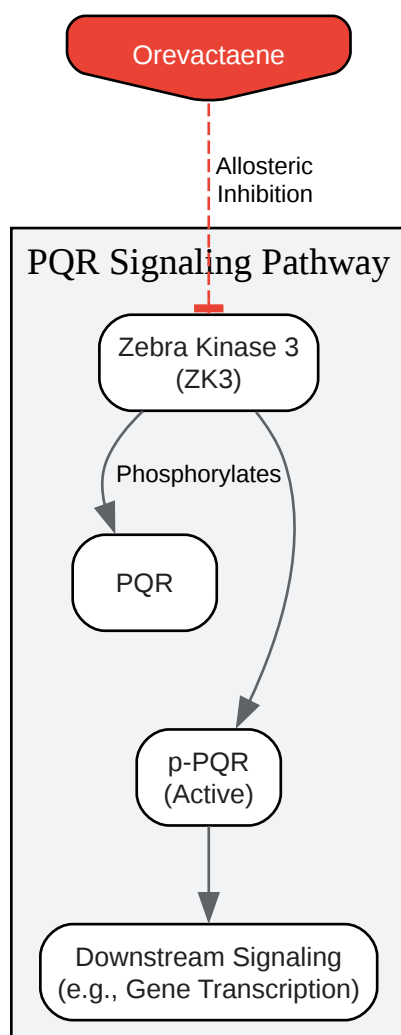 Orevactaene
Allosteric
Inhibition
PQR Signaling Pathway
Zebra Kinase 3
(ZK3)
Phosphorylates
PQR
p-PQR
(Active)
Downstream Signaling
(e.g., Gene Transcription)